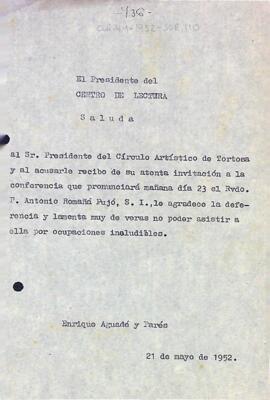 El Presidente del
CENTRO DE LECTURA
Saluda
al Sr. Presidente del Círculo Artístico de Tortosa
y al acusarle recibo de su atenta invitación a la
conferencia que pronunciará mañana día 23 el Rvdo.
P. Antonio Romañá Pujó, S. I.,le agradece la defe-
rencia y lamenta muy de veras no poder asistir a
ella por ocupaciones ineludibles.
Enrique Aguadé y Parés
21 de mayo de 1952.